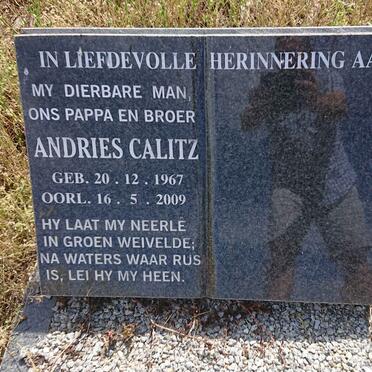 IN LIEFDEVOLLE HERINNERING AA
MY DIERBARE MAN,
ONS PAPPA EN BROER
ANDRIES CALITZ
GEB. 20 . 12 . 1967
OORL. 16 . 5 . 2009
HY LAAT MY NEERLÊ
IN GROEN WEIVELDE;
NA WATERS WAAR RUS
IS, LEI HY MY HEEN.